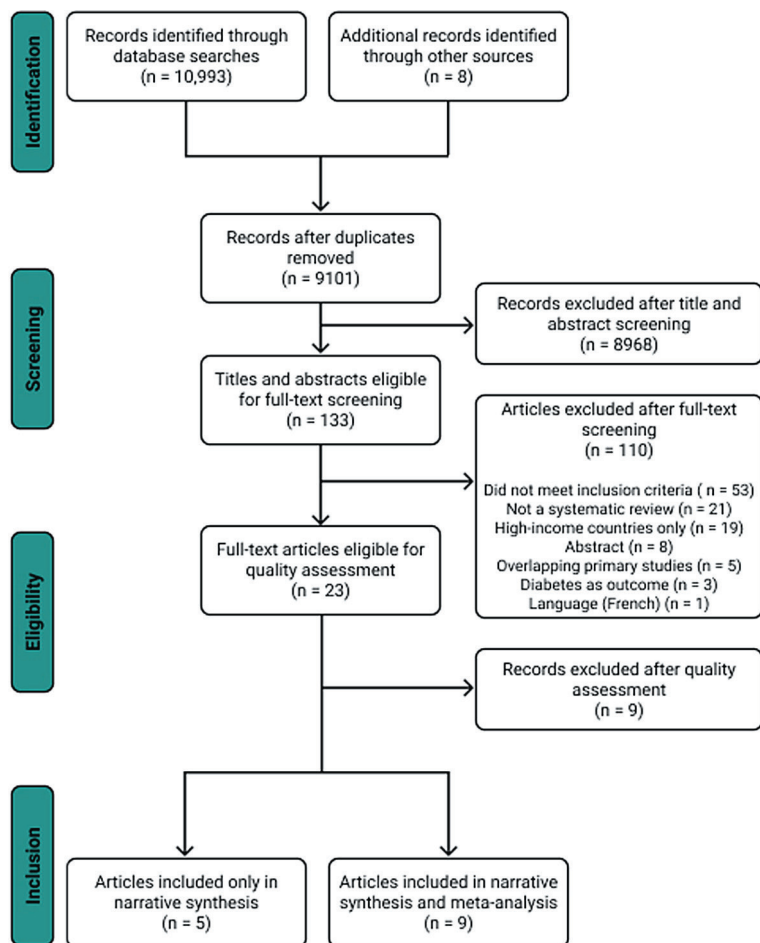 Identification
Records identified through
database searches
(n = 10,993)
Additional records identified
through other sources
(n = 8)
Records after duplicates
removed
(n = 9101)
Screening
Records excluded after title and
abstract screening
(n = 8968)
Titles and abstracts eligible
for full-text screening
(n = 133)
Articles excluded after full-text
screening
(n = 110)
Did not meet inclusion criteria ( n = 53)
Not a systematic review (n = 21)
High-income countries only (n = 19)
Abstract (n = 8)
Overlapping primary studies (n = 5)
Diabetes as outcome (n = 3)
Language (French) (n = 1)
Eligibility
Full-text articles eligible for
quality assessment
(n = 23)
Records excluded after quality
assessment
(n = 9)
Inclusion
Articles included only in
narrative synthesis
(n = 5)
Articles included in narrative
synthesis and meta-analysis
(n = 9)